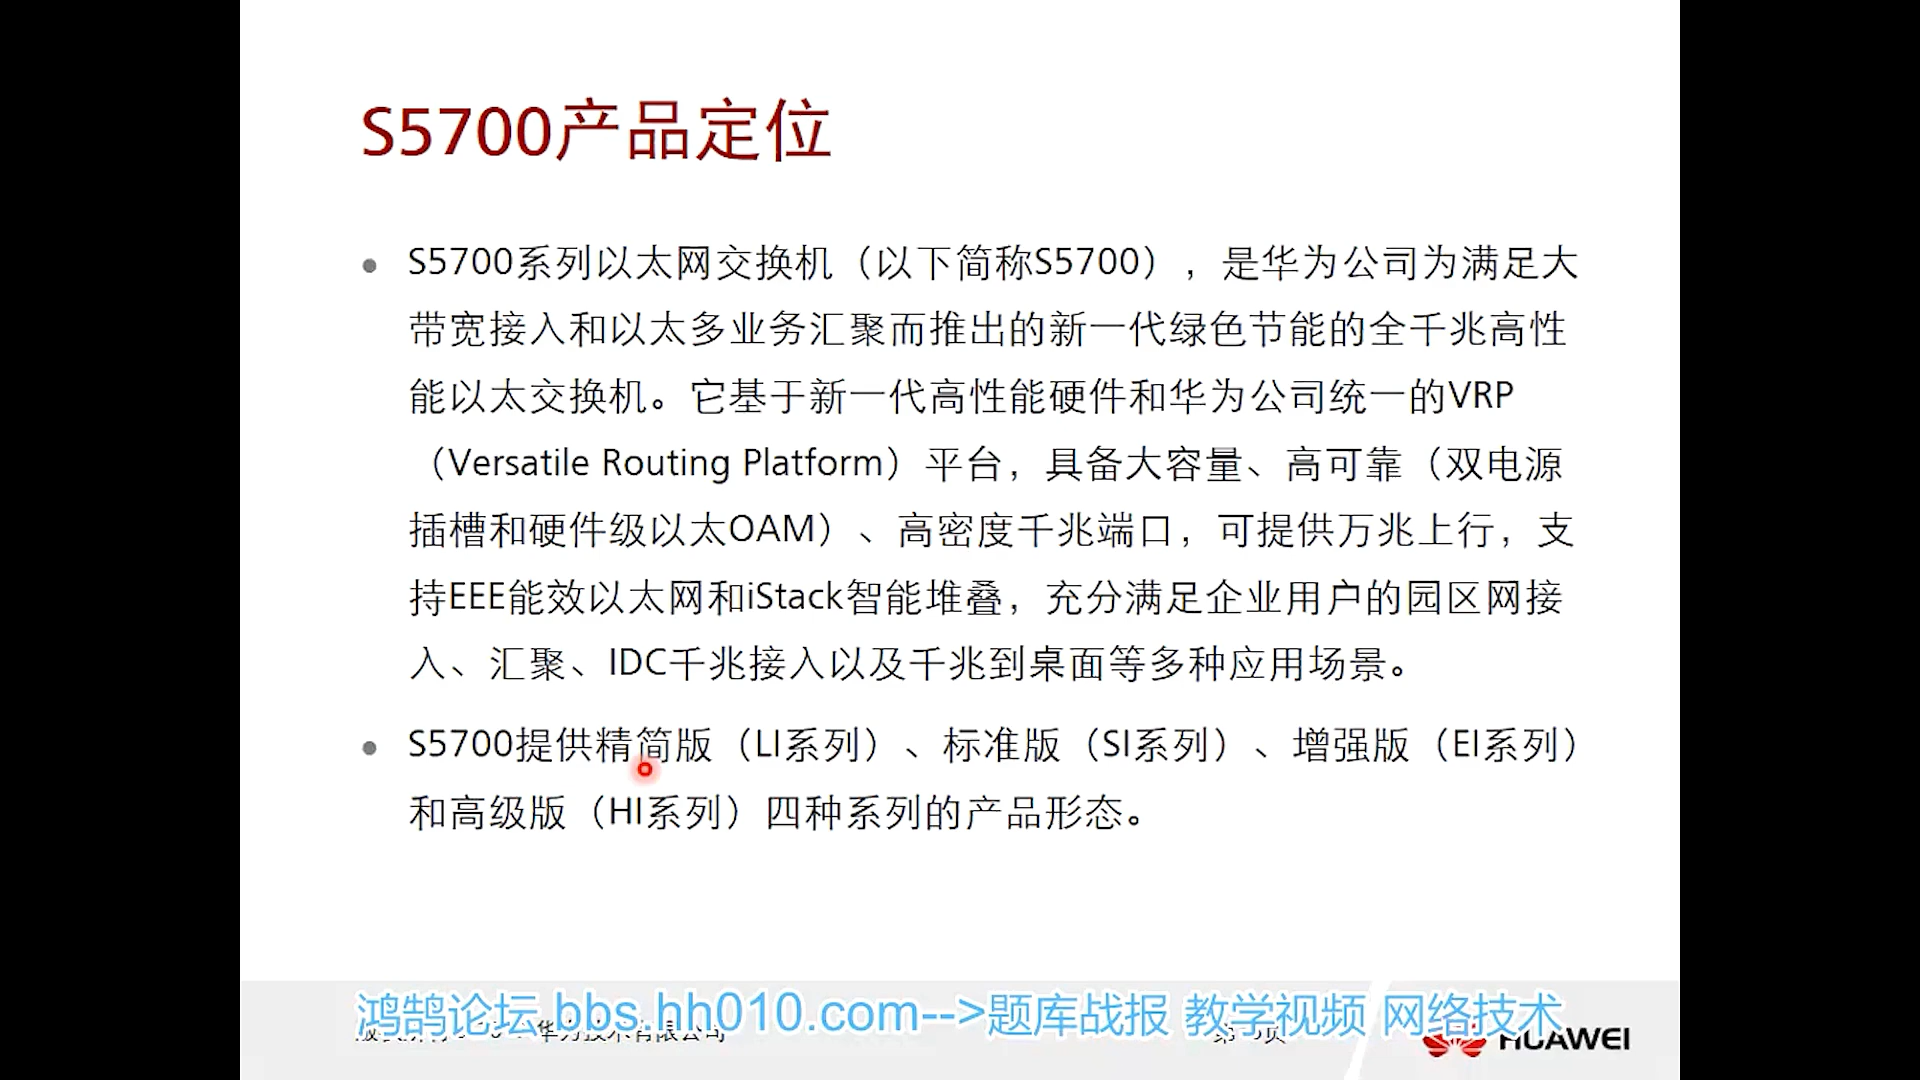 S5700产品定位
S5700系列以太网交换机（以下简称S5700），是华为公司为满足大
带宽接入和以太多业务汇聚而推出的新一代绿色节能的全千兆高性
能以太交换机。它基于新一代高性能硬件和华为公司统一的VRP
（Versatile Routing Platform）平台，具备大容量、高可靠（双电源
插槽和硬件级以太OAM）、高密度千兆端口，可提供万兆上行，支
持EEE能效以太网和iStack智能堆叠，充分满足企业用户的园区网接
入、汇聚、IDC千兆接入以及千兆到桌面等多种应用场景。
S5700提供精简版（LI系列）、标准版（SI系列）、增强版（EI系列）
和高级版（HI系列）四种系列的产品形态。
鸿鹄论坛 bbs.hh010.com-->题库战报 教学视频 网络技术
华为技术有限公司
HUAWEI